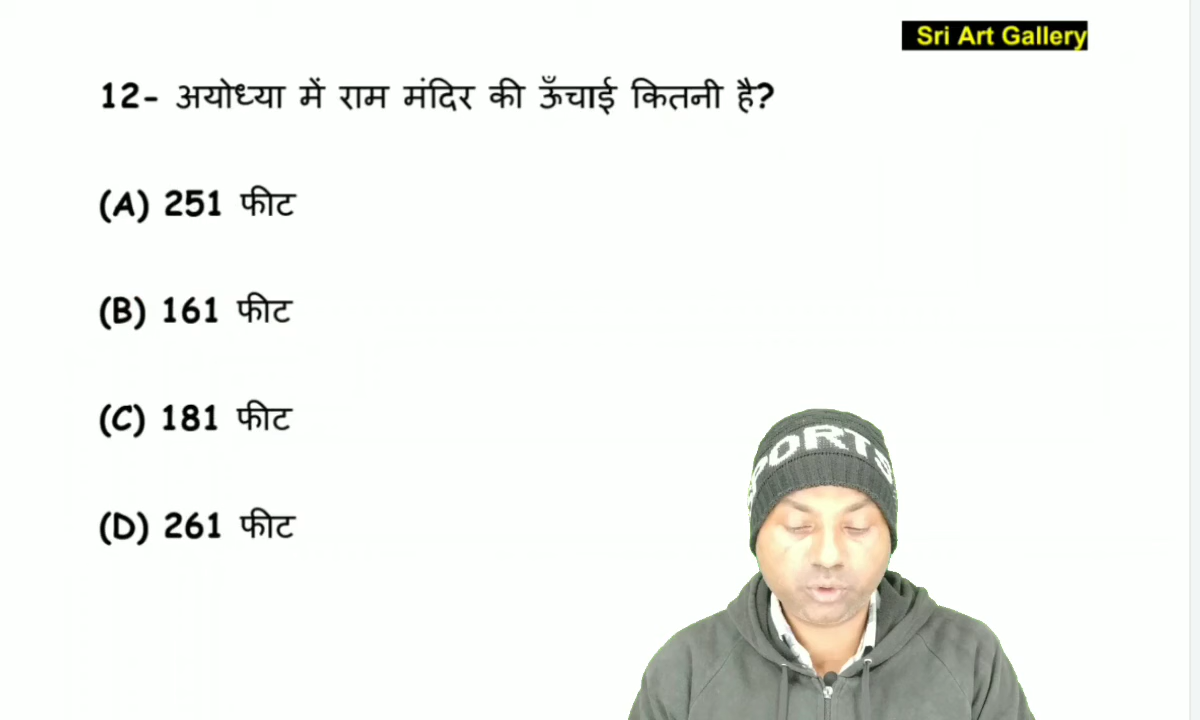 Sri Art Gallery
12- अयोध्या में राम मंदिर की ऊँचाई कितनी है?
(A) 251 फीट
(B) 161 फीट
(C) 181 फीट
(D) 261 फीट
PORTS